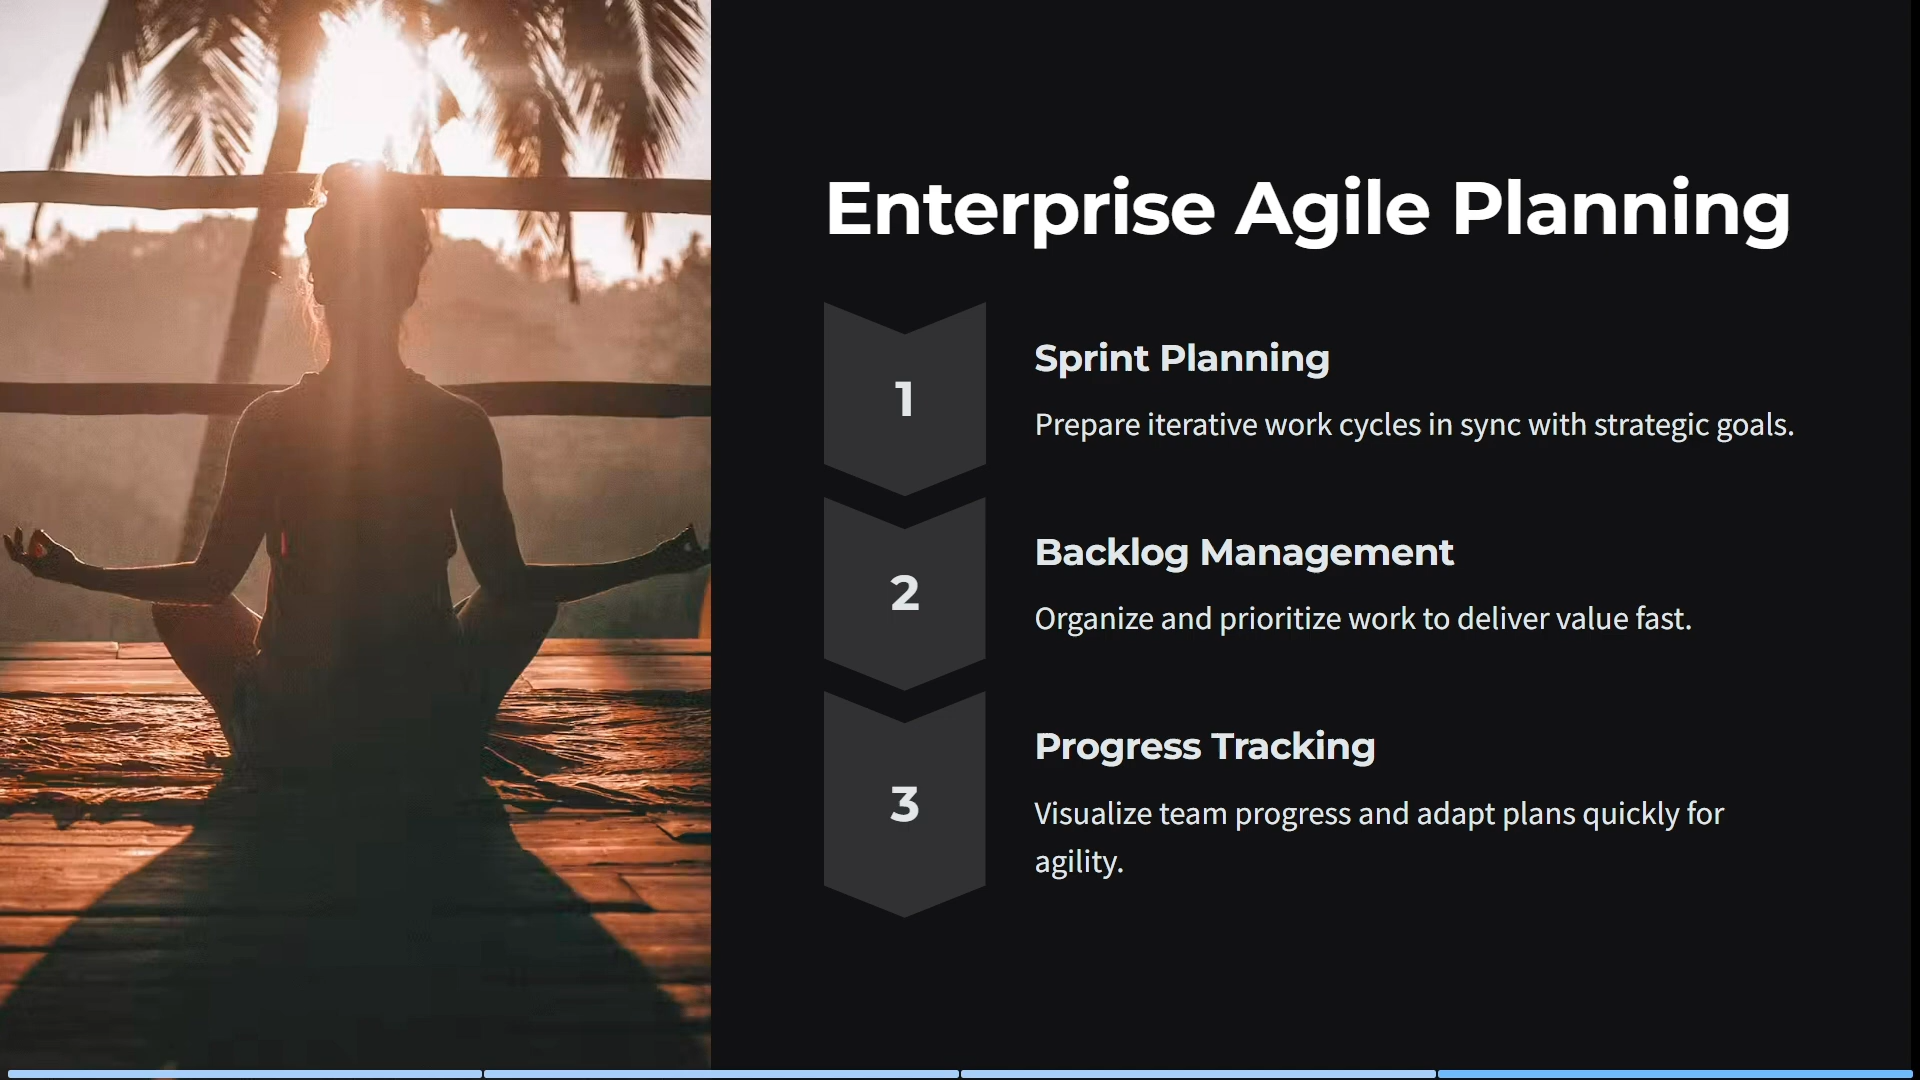 Enterprise Agile Planning
1
Sprint Planning
Prepare iterative work cycles in sync with strategic goals.
2
Backlog Management
Organize and prioritize work to deliver value fast.
3
Progress Tracking
Visualize team progress and adapt plans quickly for
agility.